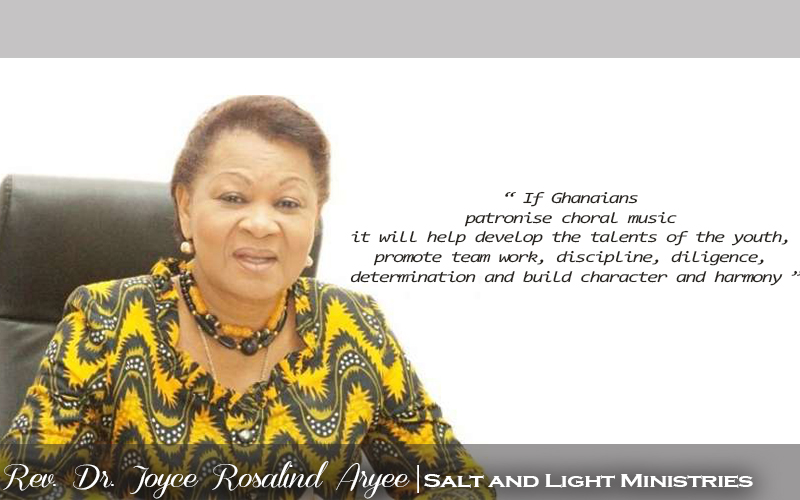 “ If Ghanaians
patronise choral music
it will help develop the talents of the youth,
promote team work, discipline, diligence,
determination and build character and harmony ”
Rev. Dr. Joyce Rosalind Aryee | Salt and Light Ministries